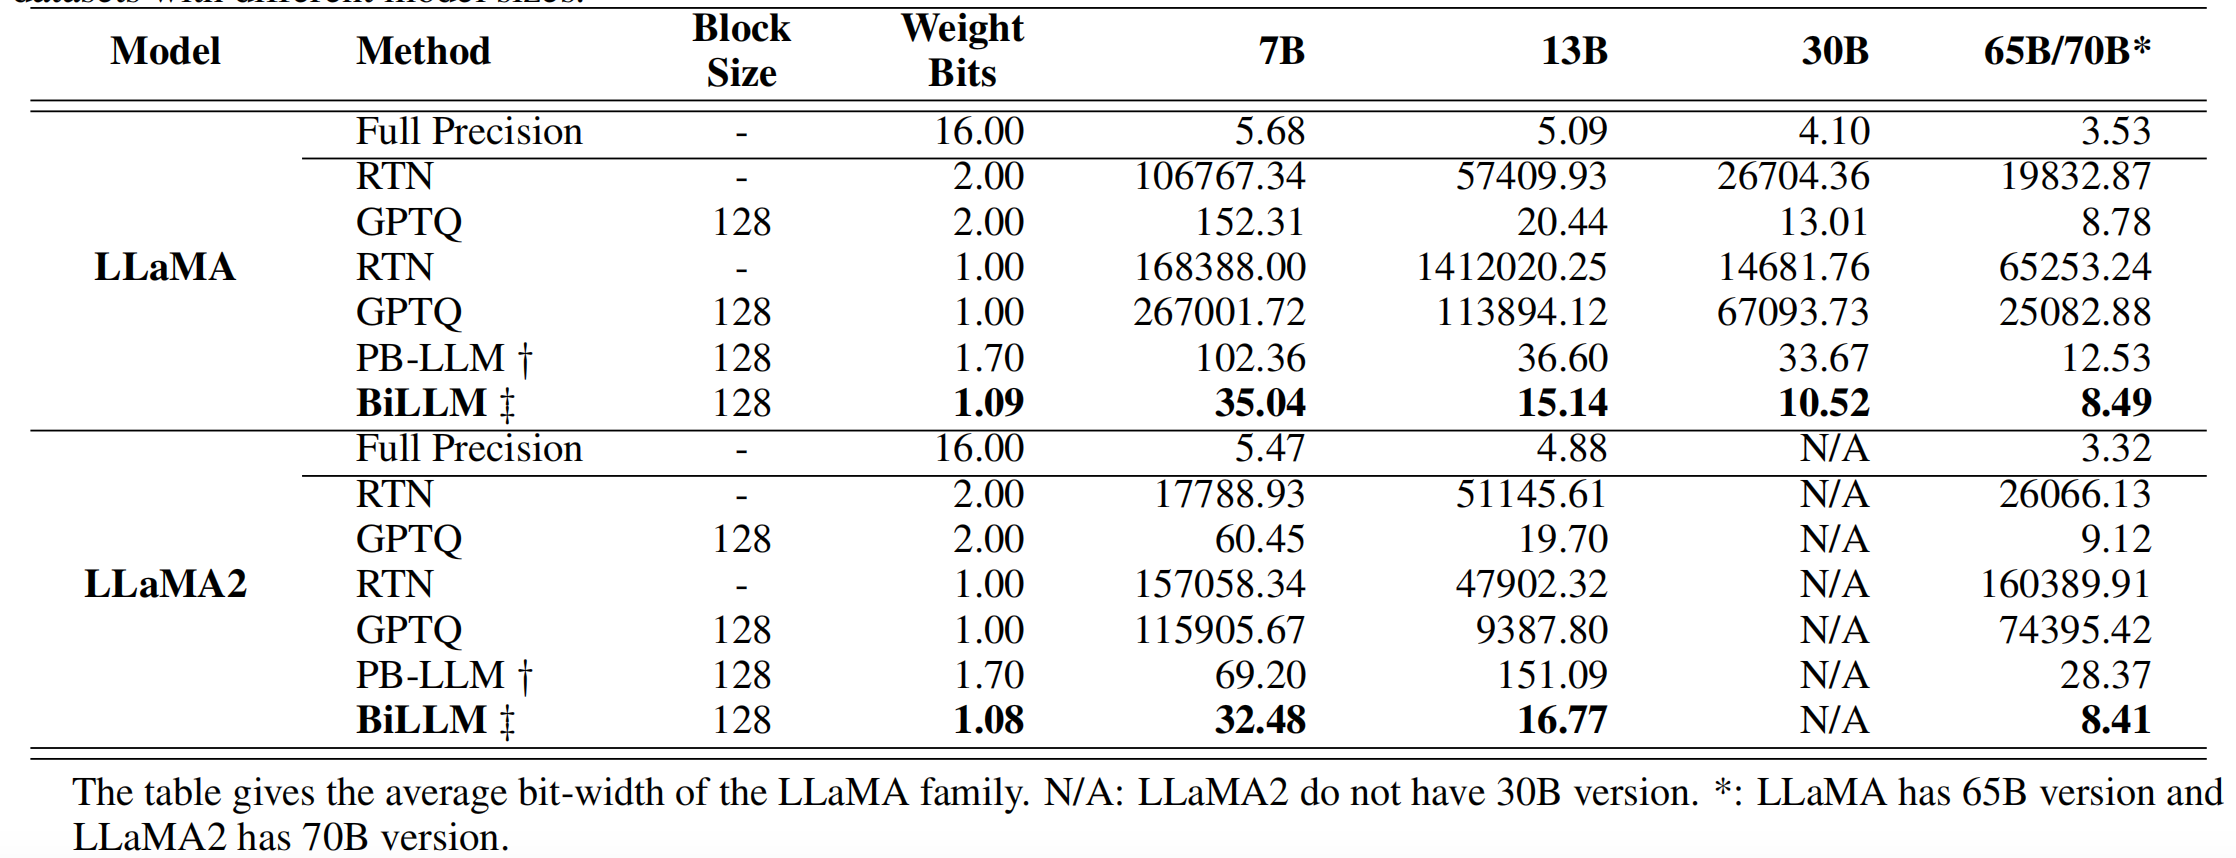 datasets with different model sizes.
Model Method Block Size Weight Bits 7B 13B 30B 65B/70B*
LLaMA
Full Precision - 16.00 5.68 5.09 4.10 3.53
RTN - 2.00 106767.34 57409.93 26704.36 19832.87
GPTQ 128 2.00 152.31 20.44 13.01 8.78
RTN - 1.00 168388.00 1412020.25 14681.76 65253.24
GPTQ 128 1.00 267001.72 113894.12 67093.73 25082.88
PB-LLM † 128 1.70 102.36 36.60 33.67 12.53
BiLLM ‡ 128 1.09 35.04 15.14 10.52 8.49
LLaMA2
Full Precision - 16.00 5.47 4.88 N/A 3.32
RTN - 2.00 17788.93 51145.61 N/A 26066.13
GPTQ 128 2.00 60.45 19.70 N/A 9.12
RTN - 1.00 157058.34 47902.32 N/A 160389.91
GPTQ 128 1.00 115905.67 9387.80 N/A 74395.42
PB-LLM † 128 1.70 69.20 151.09 N/A 28.37
BiLLM ‡ 128 1.08 32.48 16.77 N/A 8.41
The table gives the average bit-width of the LLaMA family. N/A: LLaMA2 do not have 30B version. *: LLaMA has 65B version and
LLaMA2 has 70B version.